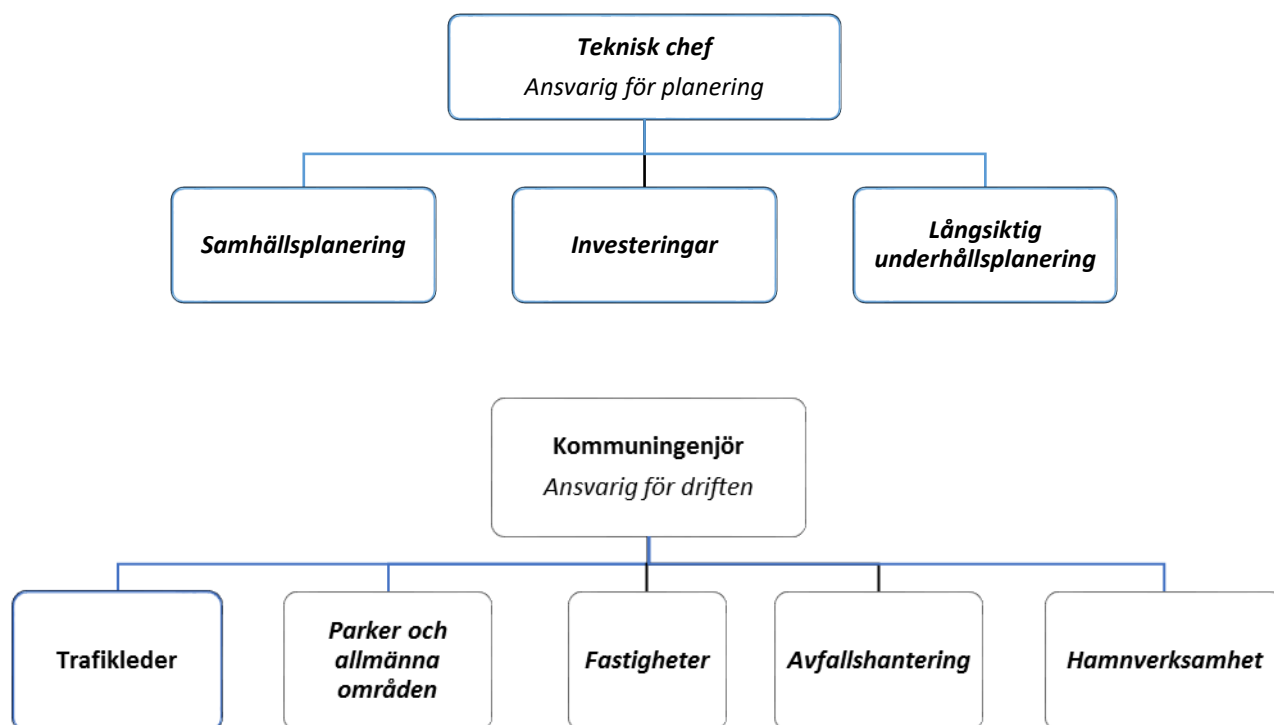 Teknisk chef
Ansvarig för planering
Samhällsplanering
Investeringar
Långsiktig
underhållsplanering
Kommuningenjör
Ansvarig för driften
Trafikleder
Parker och
allmänna
områden
Fastigheter
Avfallshantering
Hamnverksamhet